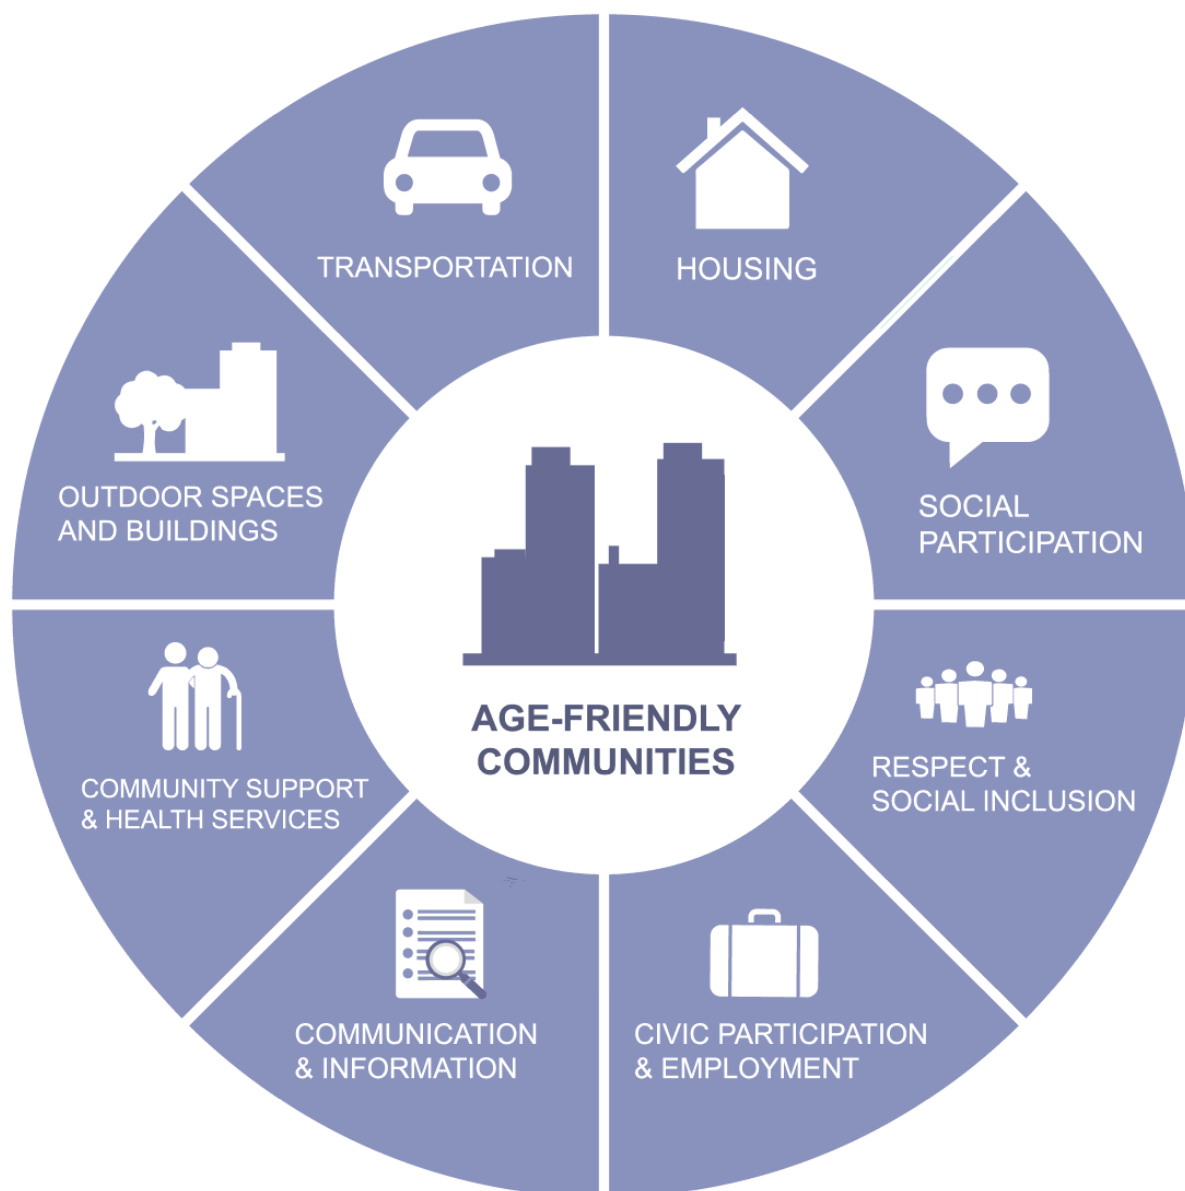 TRANSPORTATION
HOUSING
OUTDOOR SPACES
AND BUILDINGS
SOCIAL
PARTICIPATION
AGE-FRIENDLY
COMMUNITIES
COMMUNITY SUPPORT
& HEALTH SERVICES
RESPECT &
SOCIAL INCLUSION
COMMUNICATION
& INFORMATION
CIVIC PARTICIPATION
& EMPLOYMENT